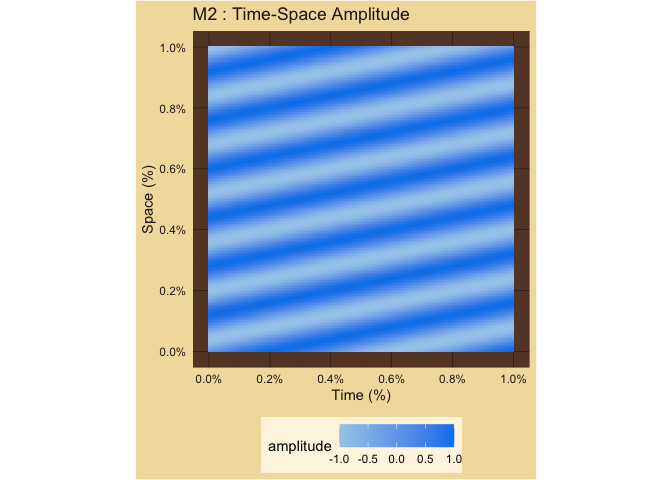 M2 : Time-Space Amplitude
1.0%
0.8%
0.6%
0.4%
0.2%
0.0%
Space (%)
0.0% 0.2% 0.4% 0.6% 0.8% 1.0%
Time (%)
amplitude
-1.0 -0.5 0.0 0.5 1.0